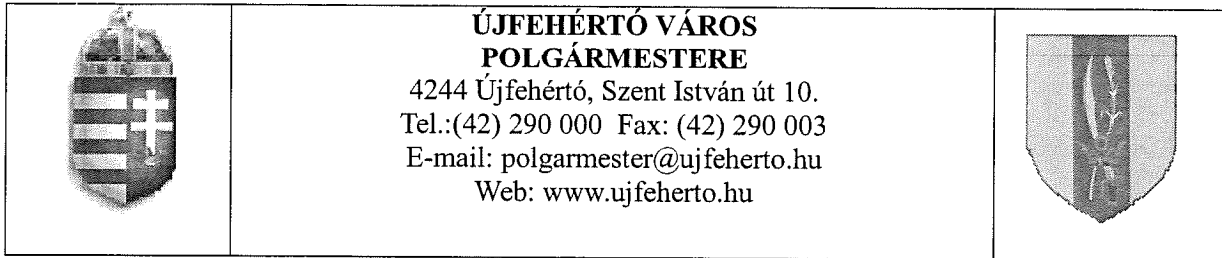 ÚJFEHÉRTÓ VÁROS
POLGÁRMESTERE
4244 Újfehértó, Szent István út 10.
Tel.:(42) 290 000 Fax: (42) 290 003
E-mail: polgarmester@ujfeherto.hu
Web: www.ujfeherto.hu